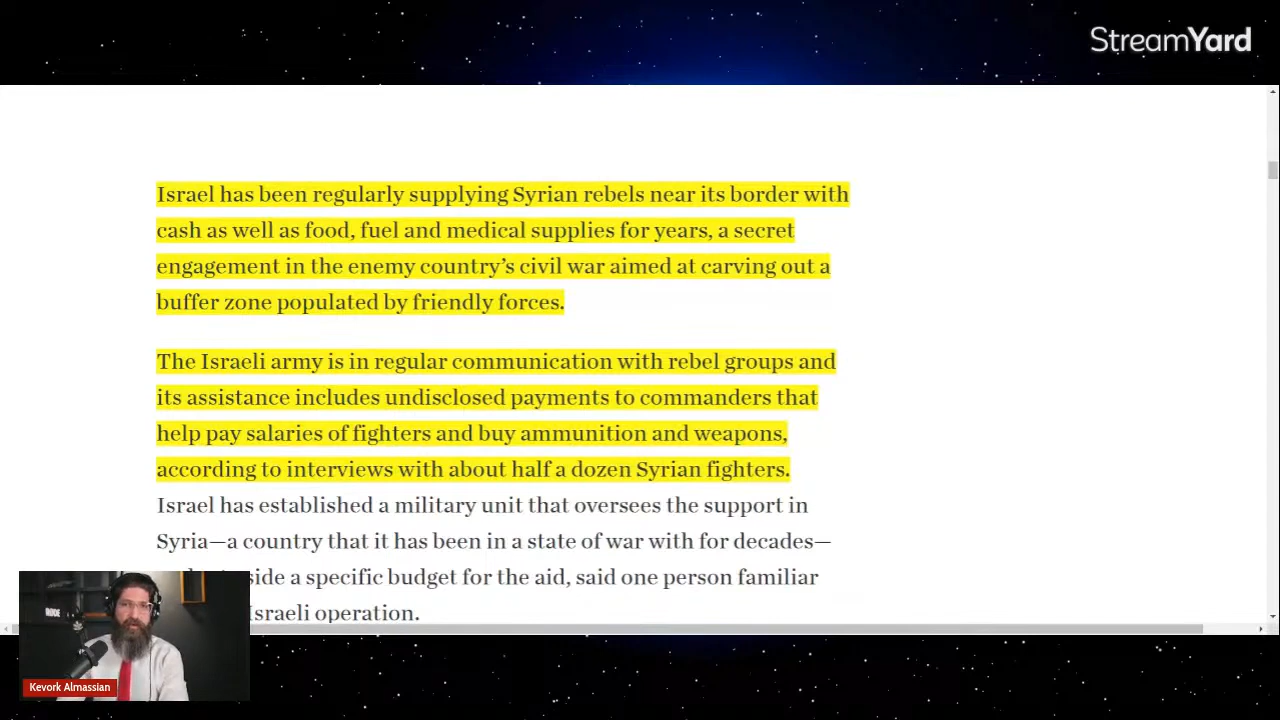 StreamYard
Israel has been regularly supplying Syrian rebels near its border with
cash as well as food, fuel and medical supplies for years, a secret
engagement in the enemy country’s civil war aimed at carving out a
buffer zone populated by friendly forces.
The Israeli army is in regular communication with rebel groups and
its assistance includes undisclosed payments to commanders that
help pay salaries of fighters and buy ammunition and weapons,
according to interviews with about half a dozen Syrian fighters.
Israel has established a military unit that oversees the support in
Syria—a country that it has been in a state of war with for decades—
a specific budget for the aid, said one person familiar
Israeli operation.
Kevork Almassian